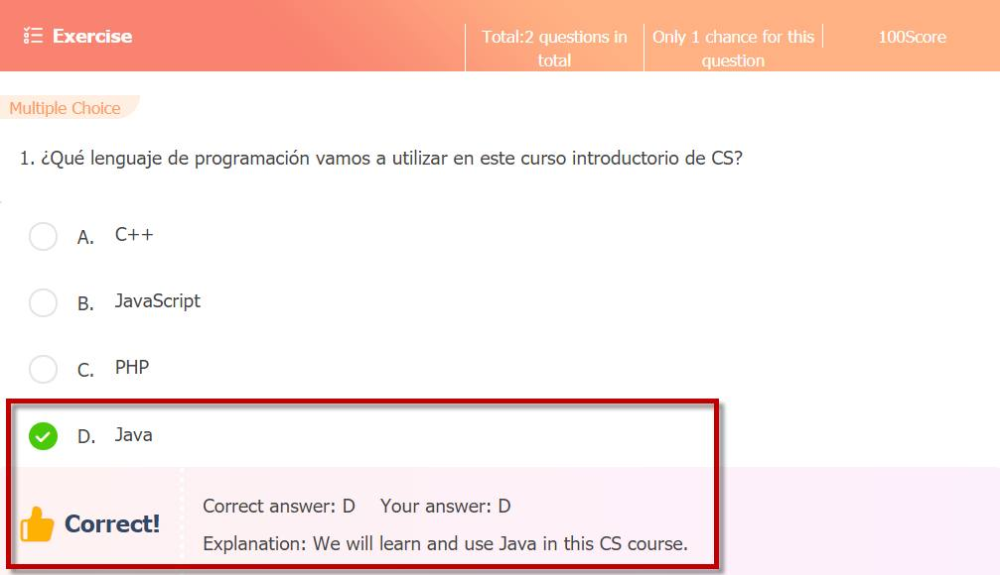 Exercise
Total:2 questions in total
Only 1 chance for this question
100Score
Multiple Choice
1. ¿Qué lenguaje de programación vamos a utilizar en este curso introductorio de CS?
A. C++
B. JavaScript
C. PHP
D. Java
Correct!
Correct answer: D Your answer: D
Explanation: We will learn and use Java in this CS course.